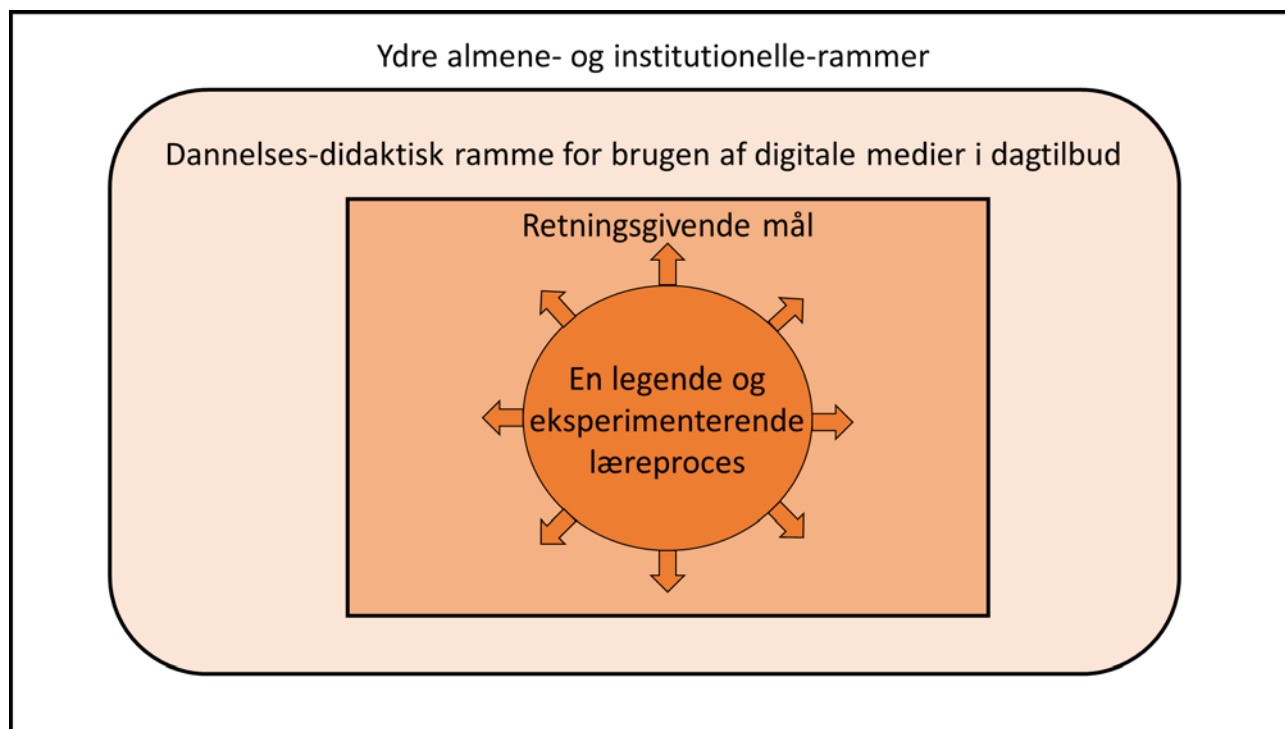 Ydre almene- og institutionelle-rammer
Dannelses-didaktisk ramme for brugen af digitale medier i dagtilbud
Retningsgivende mål
En legende og
eksperimenterende
læreproces